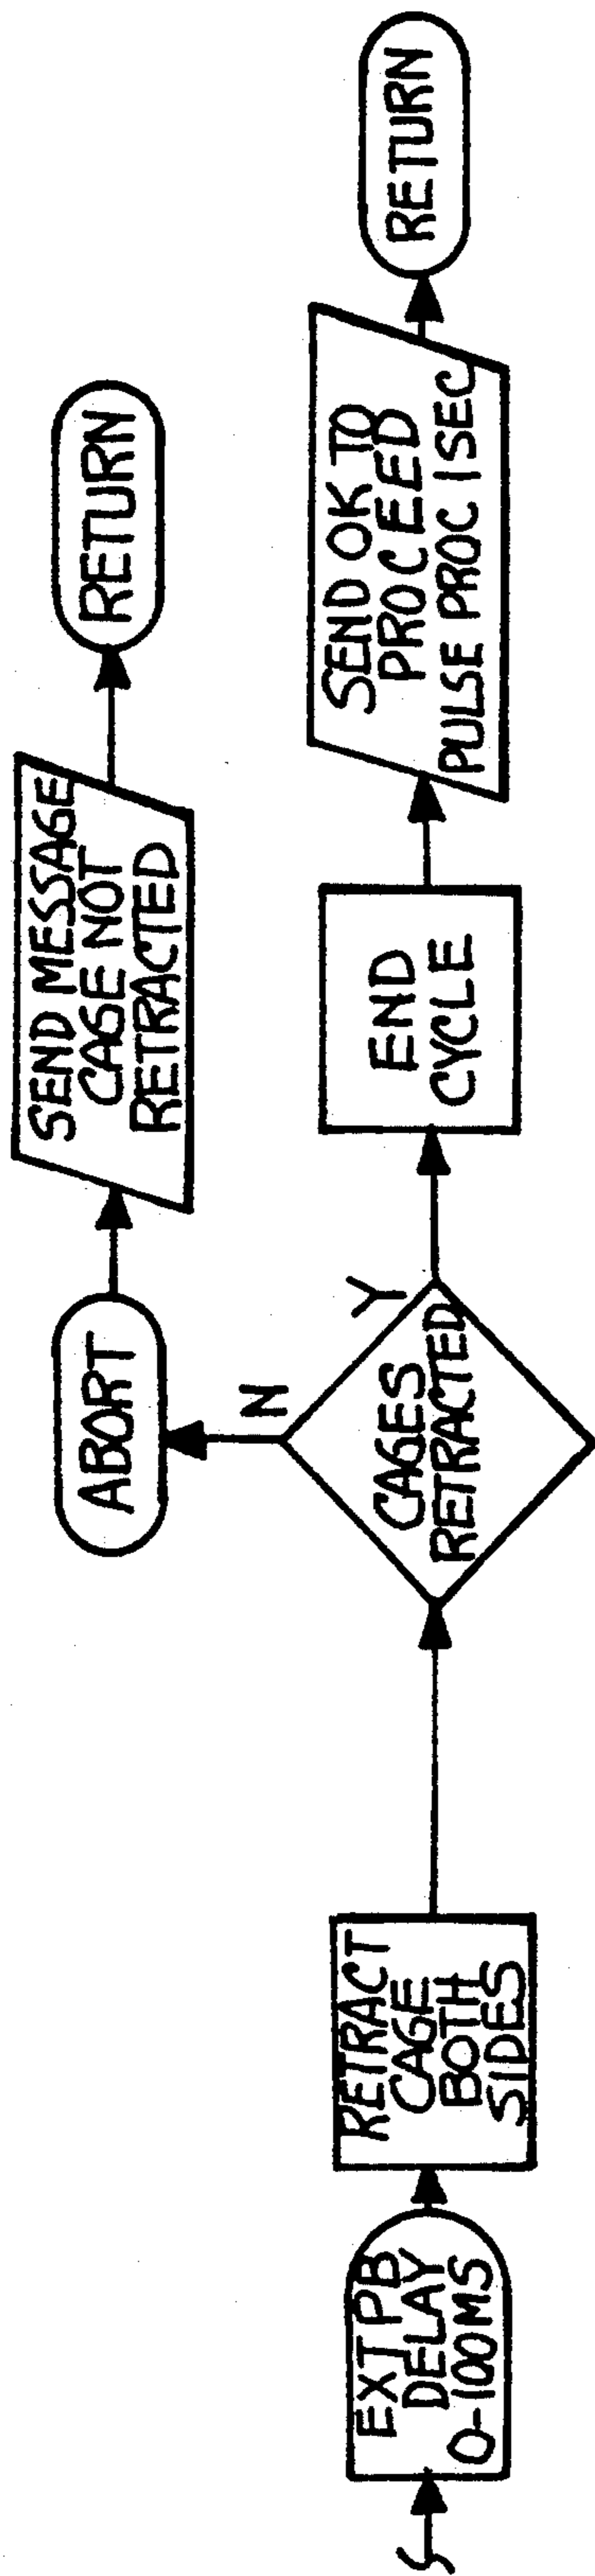 EXT PB
DELAY
0-100MS
RETRACT
CAGE
BOTH
SIDES
CAGES
RETRACTED
N
Y
ABORT
SEND MESSAGE
CAGE NOT
RETRACTED
RETURN
END
CYCLE
SEND OK TO
PROCEED
PULSE PROC 1SEC
RETURN